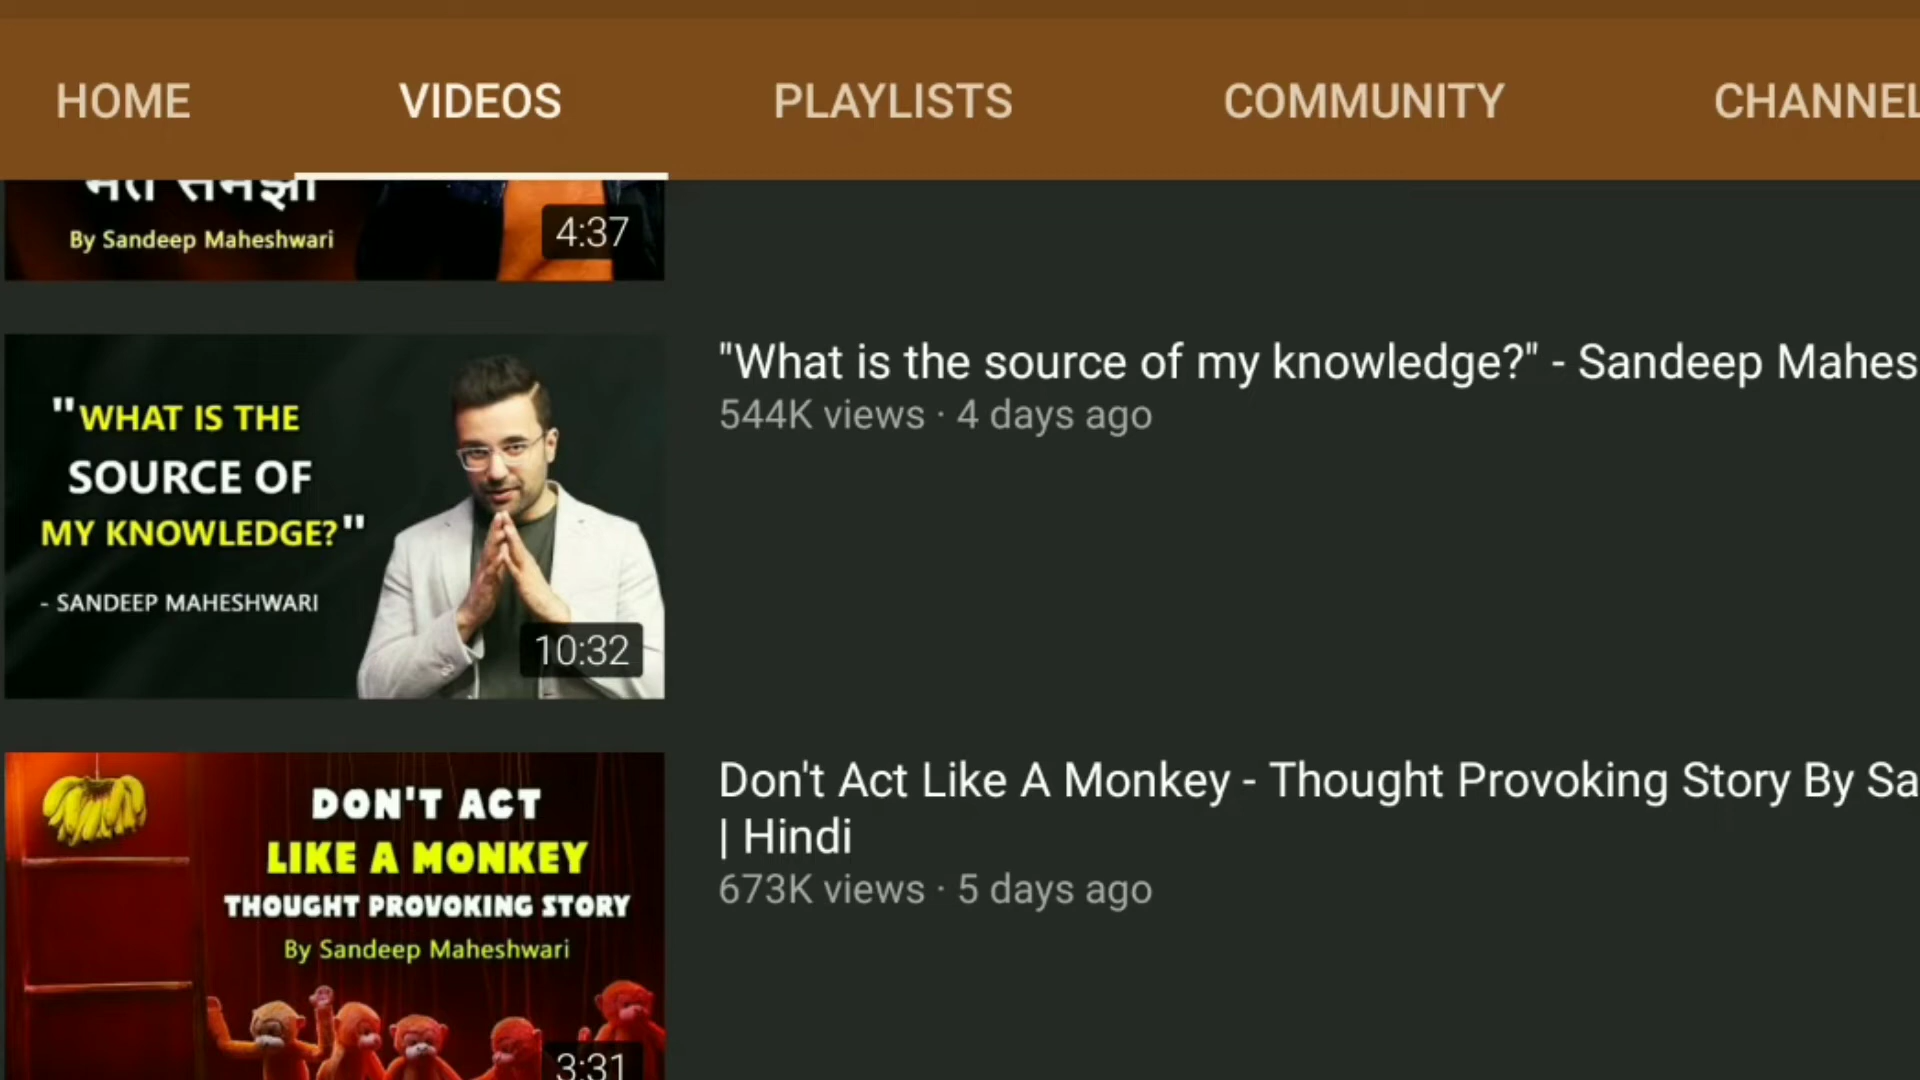 HOME VIDEOS PLAYLISTS COMMUNITY CHANNEL
मत समझो
By Sandeep Maheshwari
4:37
"WHAT IS THE
SOURCE OF
MY KNOWLEDGE?"
- SANDEEP MAHESHWARI
10:32
"What is the source of my knowledge?" - Sandeep Mahes
544K views · 4 days ago
DON'T ACT
LIKE A MONKEY
THOUGHT PROVOKING STORY
By Sandeep Maheshwari
3:31
Don't Act Like A Monkey - Thought Provoking Story By Sa
| Hindi
673K views · 5 days ago